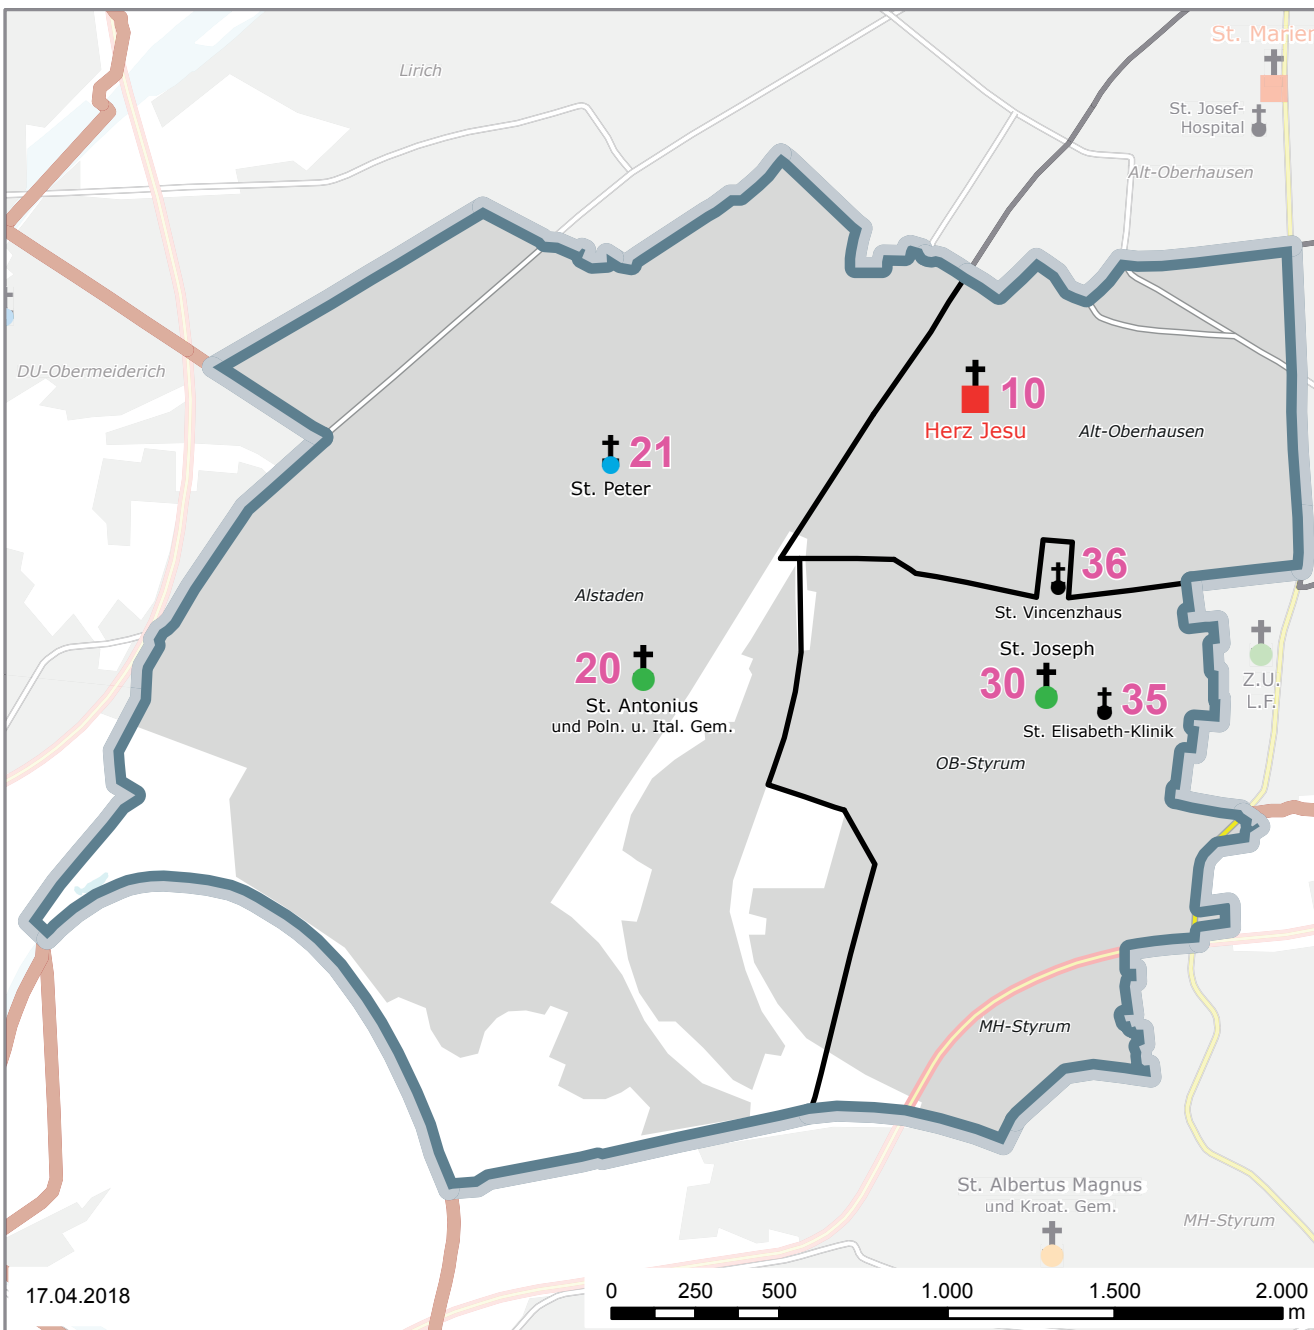 St. Marien
Lirich
St. Josef-
Hospital
Alt-Oberhausen
DU-Obermeiderich
10
Herz Jesu
Alt-Oberhausen
21
St. Peter
36
St. Vincenzhaus
Alstaden
St. Joseph
20
St. Antonius
und Poln. u. Ital. Gem.
30
35
St. Elisabeth-Klinik
Z.U.
L.F.
OB-Styrum
MH-Styrum
St. Albertus Magnus
und Kroat. Gem.
MH-Styrum
17.04.2018
0 250 500 1.000 1.500 2.000
m